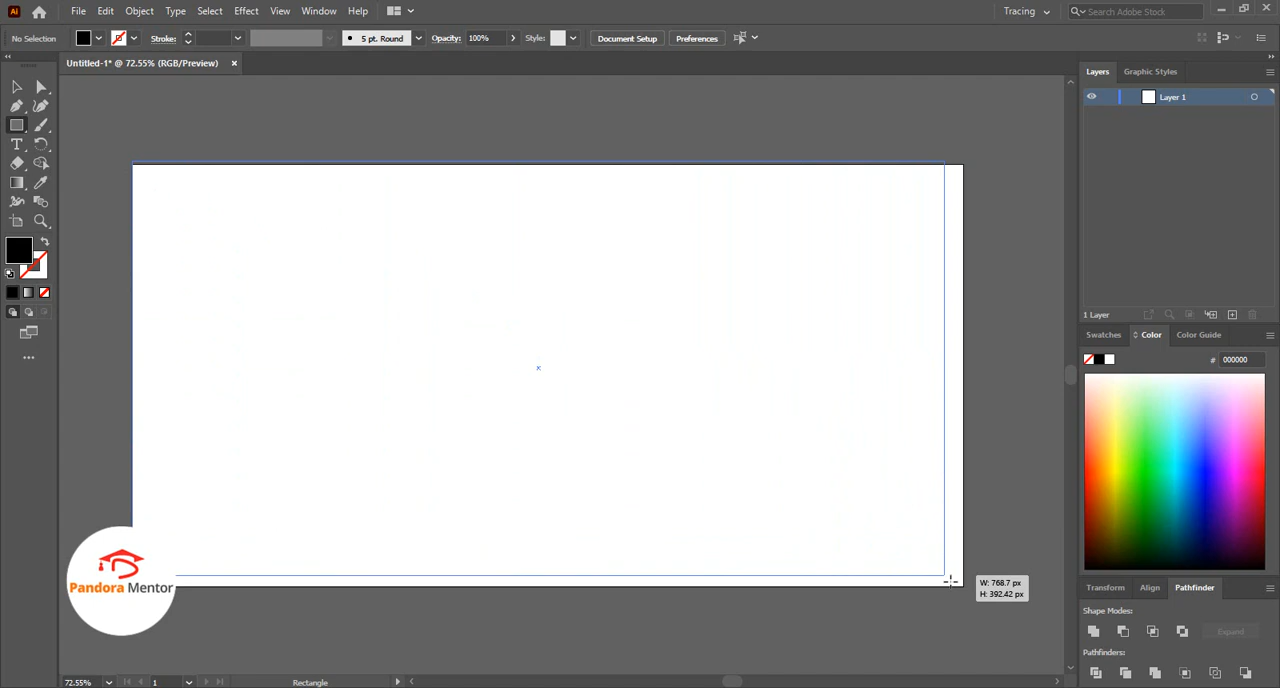 Ai File Edit Object Type Select Effect View Window Help Tracing Search Adobe Stock
No Selection Stroke: 5 pt. Round Opacity: 100% Style: Document Setup Preferences
Untitled-1* @ 72.55% (RGB/Preview)
Layers Graphic Styles
Layer 1
1 Layer
Swatches Color Color Guide
# 000000
Pandora Mentor
W: 768.7 px
H: 392.42 px
Transform Align Pathfinder
Shape Modes:
Expand
Pathfinders:
72.55% 1 Rectangle